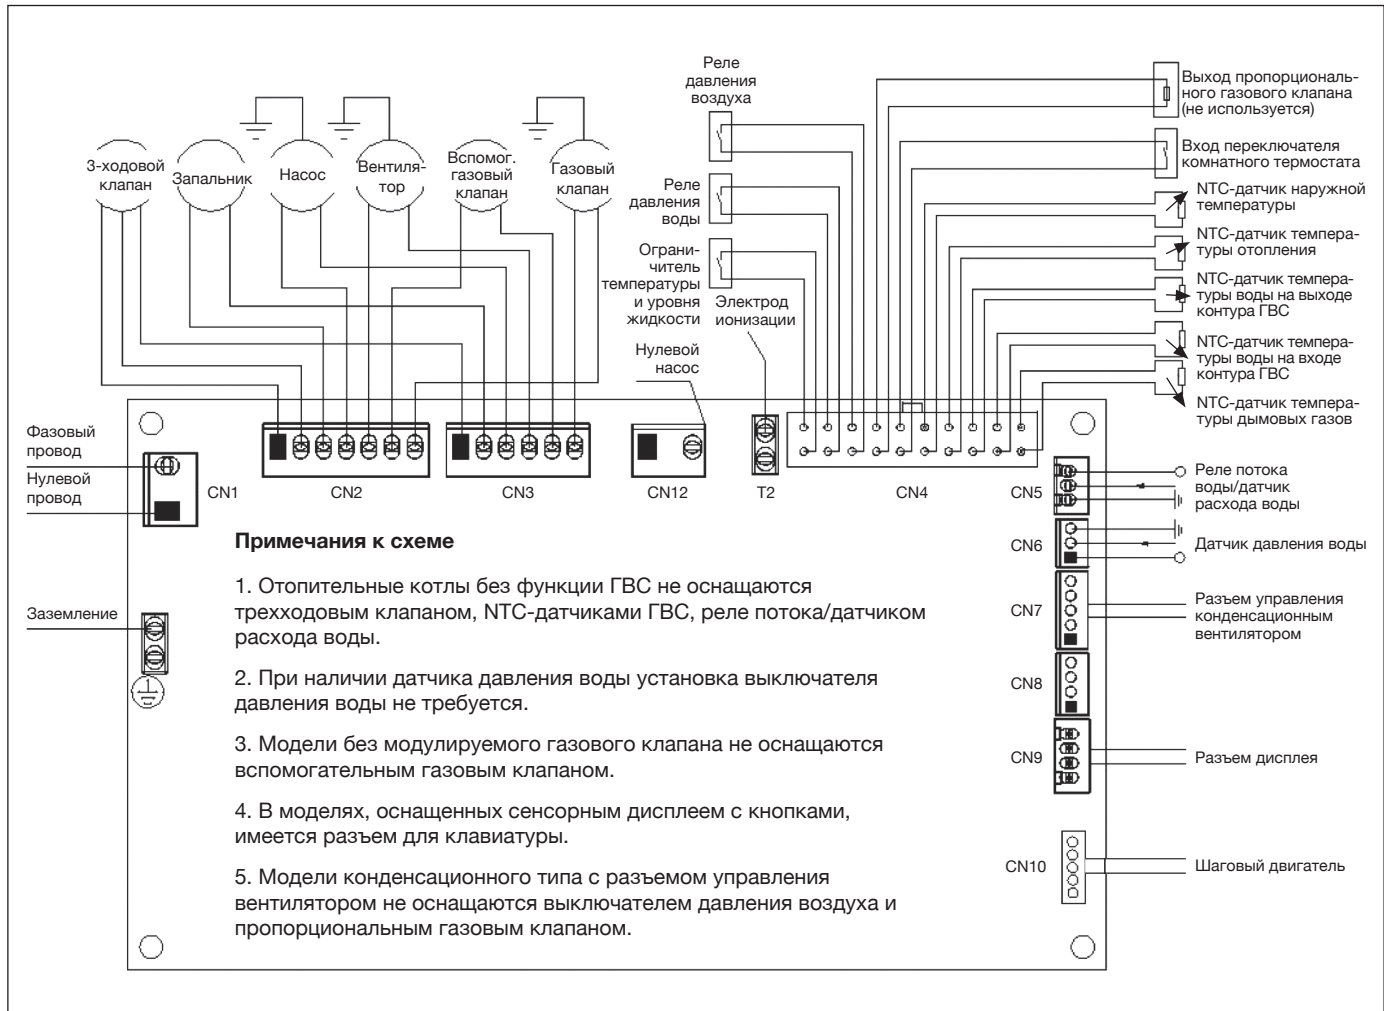 Реле
давления
воздуха
Выход пропорциональ-
ного газового клапана
(не используется)
3-ходовой
клапан
Запальник
Насос
Вентиля-
тор
Вспомог.
газовый
клапан
Газовый
клапан
Вход переключателя
комнатного термостата
Реле
давления
воды
NTC-датчик наружной
температуры
NTC-датчик темпера-
туры отопления
Ограни-
читель
температуры
и уровня
жидкости
Электрод
ионизации
NTC-датчик темпера-
туры воды на выходе
контура ГВС
Нулевой
насос
NTC-датчик темпера-
туры воды на входе
контура ГВС
NTC-датчик темпера-
туры дымовых газов
Фазовый
провод
Нулевой
провод
CN1
CN2
CN3
CN12
T2
CN4
CN5
Реле потока
воды/датчик
расхода воды
CN6
Датчик давления воды
CN7
Разъем управления
конденсационным
вентилятором
CN8
CN9
Разъем дисплея
CN10
Шаговый двигатель
Заземление
Примечания к схеме
1. Отопительные котлы без функции ГВС не оснащаются
трехходовым клапаном, NTC-датчиками ГВС, реле потока/датчиком
расхода воды.
2. При наличии датчика давления воды установка выключателя
давления воды не требуется.
3. Модели без модулируемого газового клапана не оснащаются
вспомогательным газовым клапаном.
4. В моделях, оснащенных сенсорным дисплеем с кнопками,
имеется разъем для клавиатуры.
5. Модели конденсационного типа с разъемом управления
вентилятором не оснащаются выключателем давления воздуха и
пропорциональным газовым клапаном.